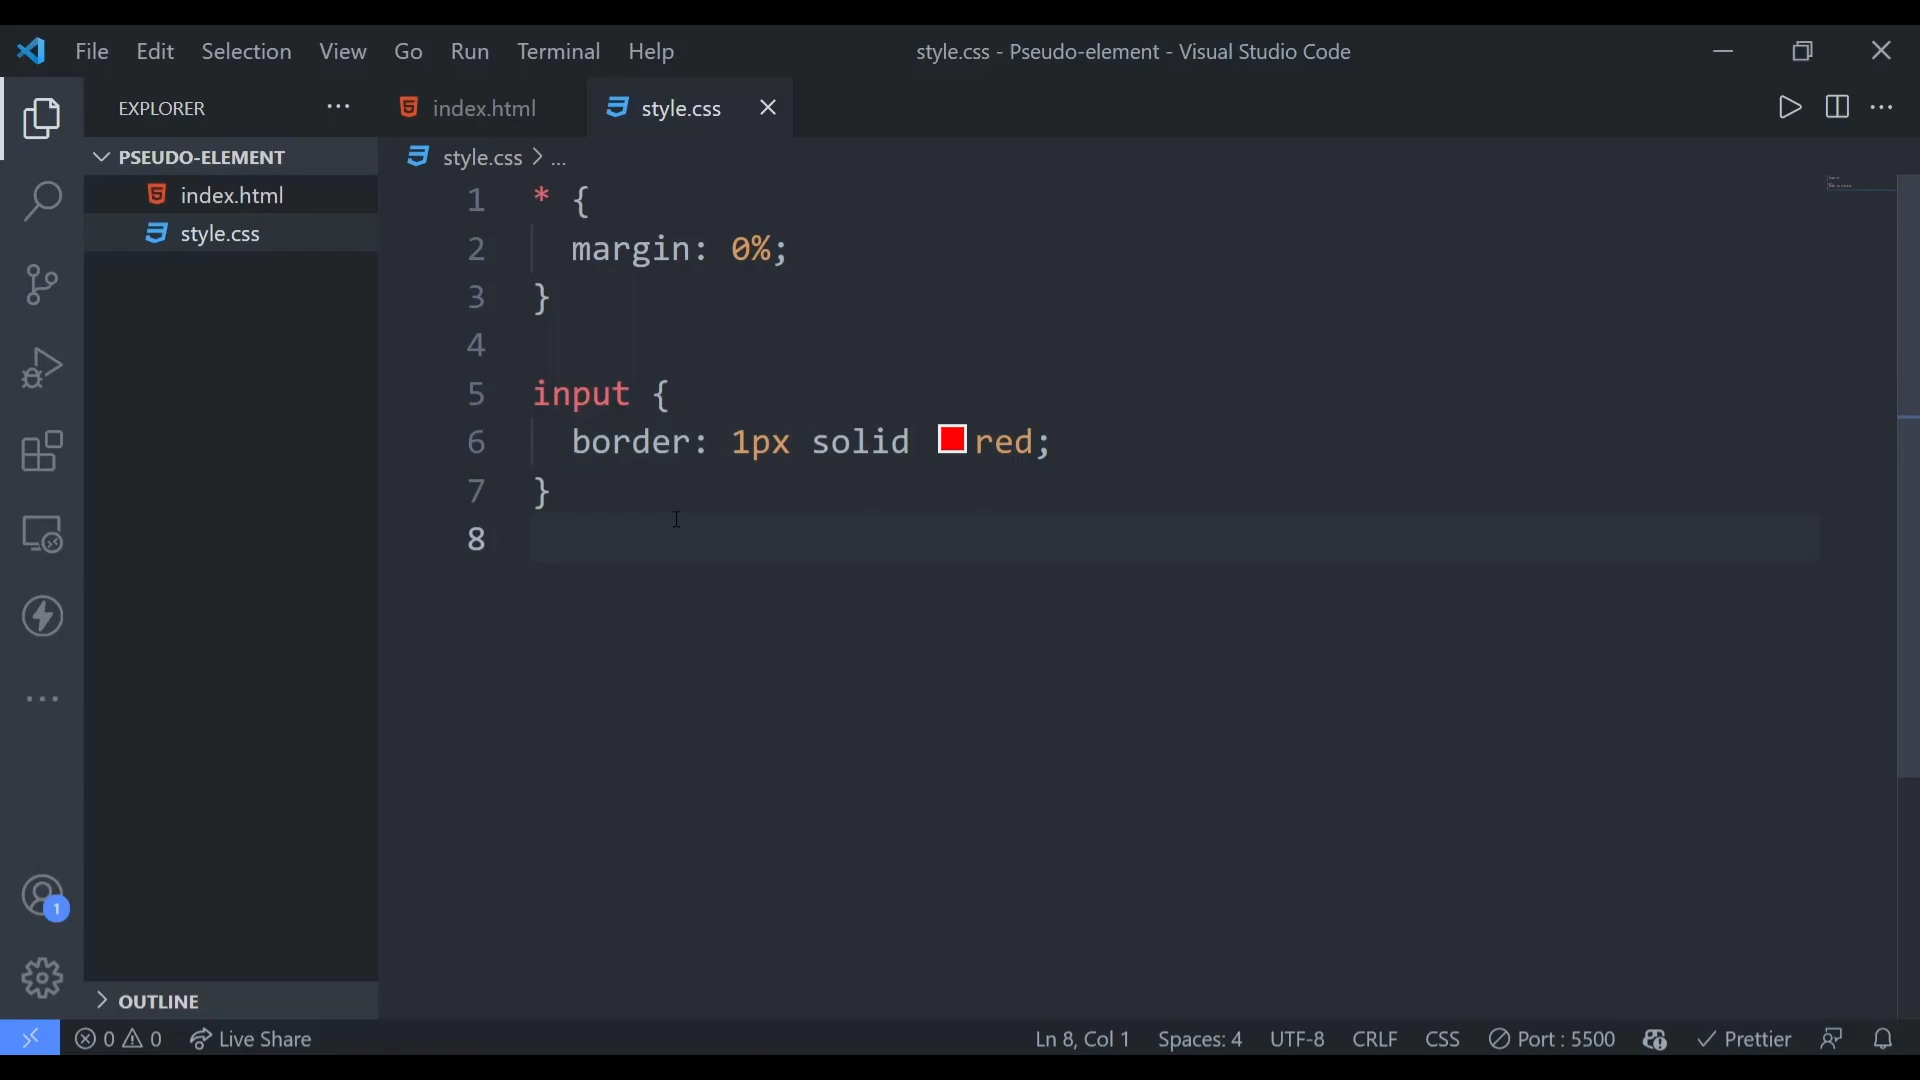 File Edit Selection View Go Run Terminal Help
style.css - Pseudo-element - Visual Studio Code
EXPLORER
index.html
style.css
PSEUDO-ELEMENT
index.html
style.css
style.css > ...
1 * {
2 margin: 0%;
3 }
4
5 input {
6 border: 1px solid red;
7 }
8
1
OUTLINE
0 0 Live Share
Ln 8, Col 1 Spaces: 4 UTF-8 CRLF CSS Port : 5500 Prettier